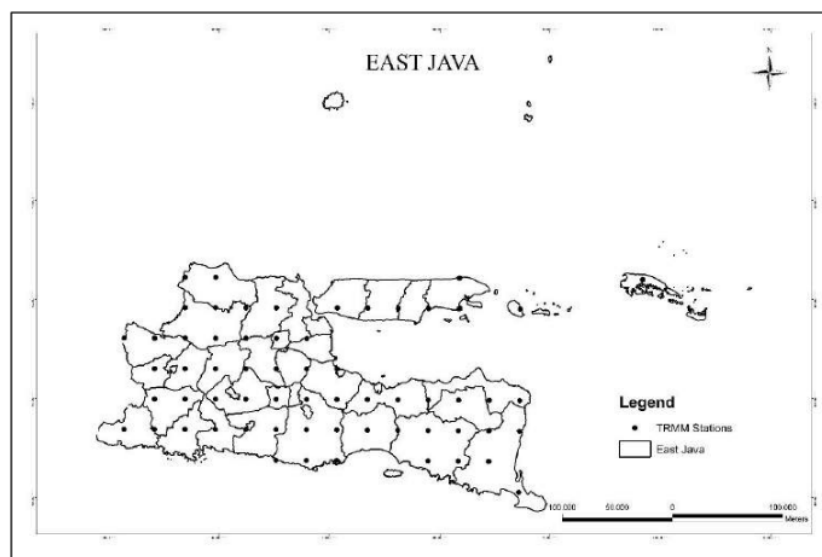 EAST JAVA
N
Legend
TRMM Stations
East Java
100.000 50.000 0 100.000
Meters